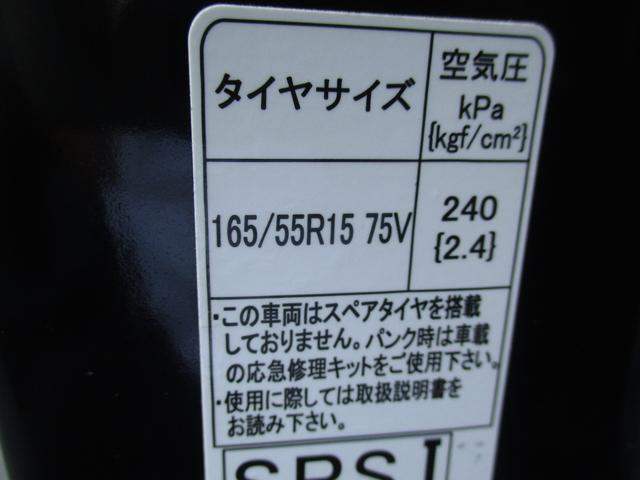 タイヤサイズ
空気圧
kPa
{kgf/cm²}
165/55R15 75V
240
{2.4}
・この車両はスペアタイヤを搭載
しておりません。パンク時は車載
の応急修理キットをご使用下さい。
・使用に際しては取扱説明書を
お読み下さい。